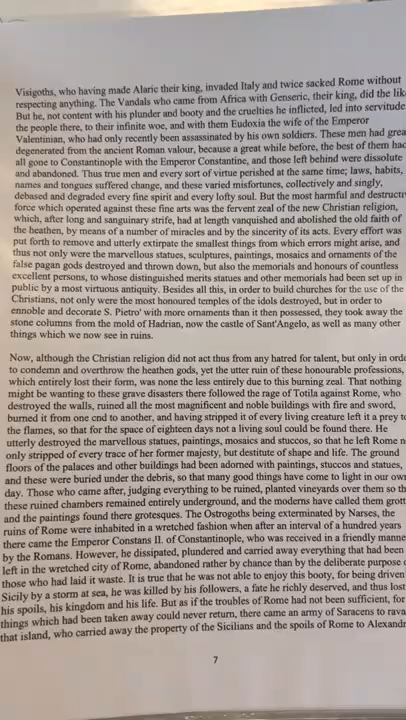 Visigoths, who having made Alaric their king, invaded Italy and twice sacked Rome without
respecting anything. The Vandals who came from Africa with Genseric, their king, did the lik
But he, not content with his plunder and booty and the cruelties he inflicted, led into servitude
the people there, to their infinite woe, and with them Eudoxia the wife of the Emperor
Valentinian, who had only recently been assassinated by his own soldiers. These men had grea
degenerated from the ancient Roman valour, because a great while before, the best of them had
all gone to Constantinople with the Emperor Constantine, and those left behind were dissolute
and abandoned. Thus true men and every sort of virtue perished at the same time; laws, habits,
names and tongues suffered change, and these varied misfortunes, collectively and singly,
debased and degraded every fine spirit and every lofty soul. But the most harmful and destructiv
force which operated against these fine arts was the fervent zeal of the new Christian religion,
which, after long and sanguinary strife, had at length vanquished and abolished the old faith of
the heathen, by means of a number of miracles and by the sincerity of its acts. Every effort was
put forth to remove and utterly extirpate the smallest things from which errors might arise, and
thus not only were the marvellous statues, sculptures, paintings, mosaics and ornaments of the
false pagan gods destroyed and thrown down, but also the memorials and honours of countless
excellent persons, to whose distinguished merits statues and other memorials had been set up in
public by a most virtuous antiquity. Besides all this, in order to build churches for the use of the
Christians, not only were the most honoured temples of the idols destroyed, but in order to
ennoble and decorate S. Pietro' with more ornaments than it then possessed, they took away the
stone columns from the mold of Hadrian, now the castle of Sant'Angelo, as well as many other
things which we now see in ruins.
Now, although the Christian religion did not act thus from any hatred for talent, but only in orde
to condemn and overthrow the heathen gods, yet the utter ruin of these honourable professions,
which entirely lost their form, was none the less entirely due to this burning zeal. That nothing
might be wanting to these grave disasters there followed the rage of Totila against Rome, who
destroyed the walls, ruined all the most magnificent and noble buildings with fire and sword,
burned it from one end to another, and having stripped it of every living creature left it a prey to
the flames, so that for the space of eighteen days not a living soul could be found there. He
utterly destroyed the marvellous statues, paintings, mosaics and stuccos, so that he left Rome n
only stripped of every trace of her former majesty, but destitute of shape and life. The ground
floors of the palaces and other buildings had been adorned with paintings, stuccos and statues,
and these were buried under the debris, so that many good things have come to light in our own
day. Those who came after, judging everything to be ruined, planted vineyards over them so th
these ruined chambers remained entirely underground, and the moderns have called them grott
and the paintings found there grotesques. The Ostrogoths being exterminated by Narses, the
ruins of Rome were inhabited in a wretched fashion when after an interval of a hundred years
there came the Emperor Constans II. of Constantinople, who was received in a friendly manne
by the Romans. However, he dissipated, plundered and carried away everything that had been
left in the wretched city of Rome, abandoned rather by chance than by the deliberate purpose o
those who had laid it waste. It is true that he was not able to enjoy this booty, for being driven
Sicily by a storm at sea, he was killed by his followers, a fate he richly deserved, and thus lost
his spoils, his kingdom and his life. But as if the troubles of Rome had not been sufficient, for
things which had been taken away could never return, there came an army of Saracens to rava
that island, who carried away the property of the Sicilians and the spoils of Rome to Alexandr
7